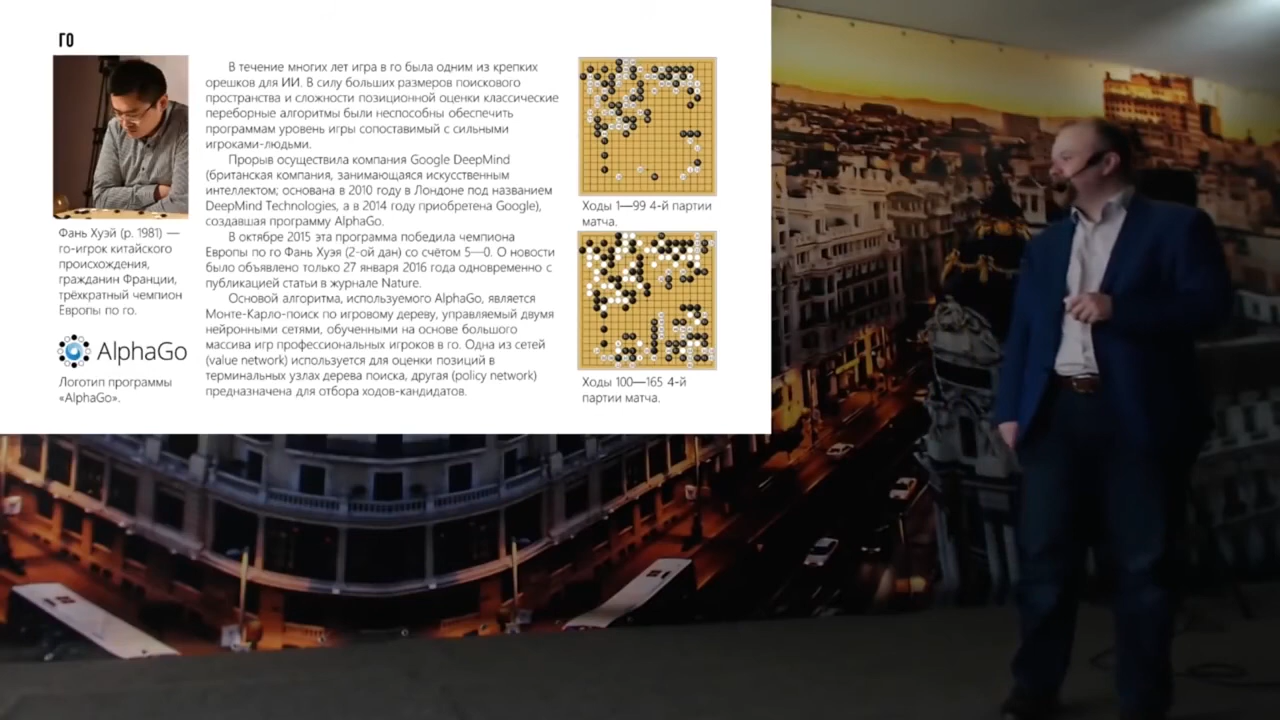 ГО
Фань Хуэй (р. 1981) —
го-игрок китайского
происхождения,
гражданин Франции,
трёхкратный чемпион
Европы по го.
AlphaGo
Логотип программы
«AlphaGo».
В течение многих лет игра в го была одним из крепких
орешков для ИИ. В силу больших размеров поискового
пространства и сложности позиционной оценки классические
переборные алгоритмы были неспособны обеспечить
программам уровень игры сопоставимый с сильными
игроками-людьми.
Прорыв осуществила компания Google DeepMind
(британская компания, занимающаяся искусственным
интеллектом; основана в 2010 году в Лондоне под названием
DeepMind Technologies, а в 2014 году приобретена Google),
создавшая программу AlphaGo.
В октябре 2015 эта программа победила чемпиона
Европы по го Фань Хуэя (2-ой дан) со счётом 5—0. О новости
было объявлено только 27 января 2016 года одновременно с
публикацией статьи в журнале Nature.
Основой алгоритма, используемого AlphaGo, является
Монте-Карло-поиск по игровому дереву, управляемый двумя
нейронными сетями, обученными на основе большого
массива игр профессиональных игроков в го. Одна из сетей
(value network) используется для оценки позиций в
терминальных узлах дерева поиска, другая (policy network)
предназначена для отбора ходов-кандидатов.
Ходы 1—99 4-й партии
матча.
Ходы 100—165 4-й
партии матча.